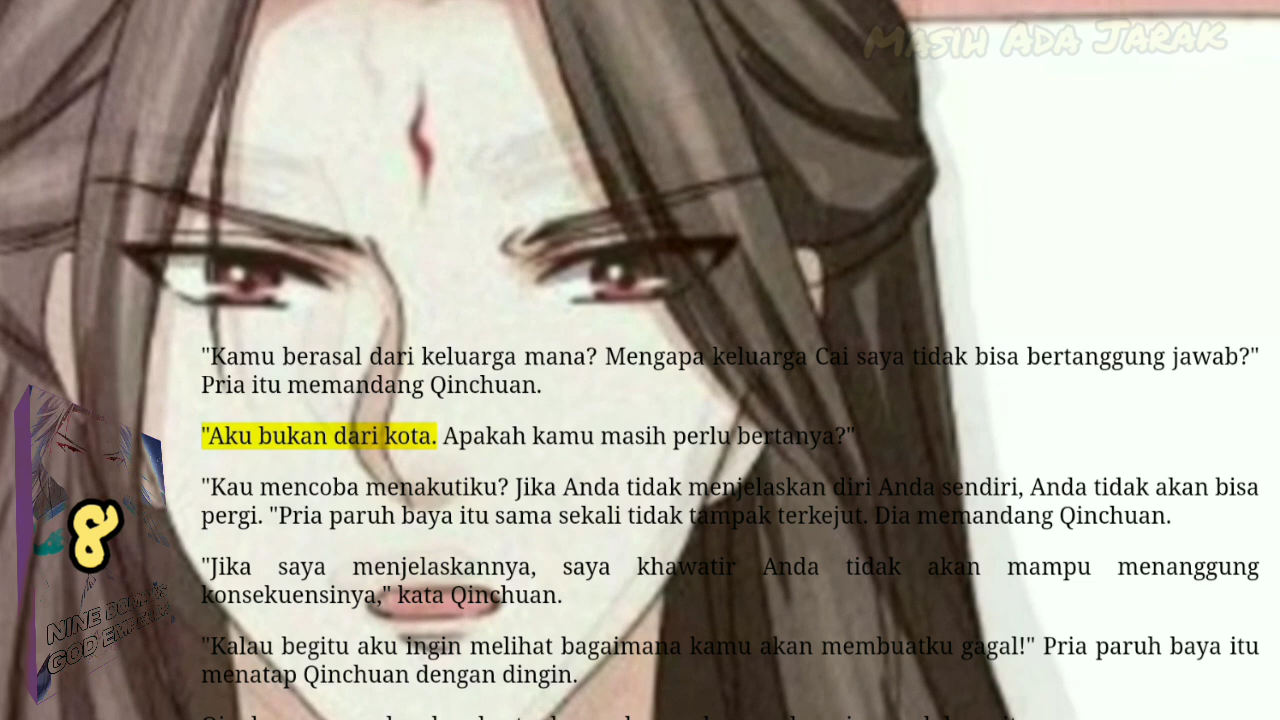 Masih Ada Jarak
"Kamu berasal dari keluarga mana? Mengapa keluarga Cai saya tidak bisa bertanggung jawab?"
Pria itu memandang Qinchuan.
"Aku bukan dari kota. Apakah kamu masih perlu bertanya?"
"Kau mencoba menakutiku? Jika Anda tidak menjelaskan diri Anda sendiri, Anda tidak akan bisa
pergi. "Pria paruh baya itu sama sekali tidak tampak terkejut. Dia memandang Qinchuan.
"Jika saya menjelaskannya, saya khawatir Anda tidak akan mampu menanggung
konsekuensinya," kata Qinchuan.
"Kalau begitu aku ingin melihat bagaimana kamu akan membuatku gagal!" Pria paruh baya itu
menatap Qinchuan dengan dingin.
8
NINE
GOD